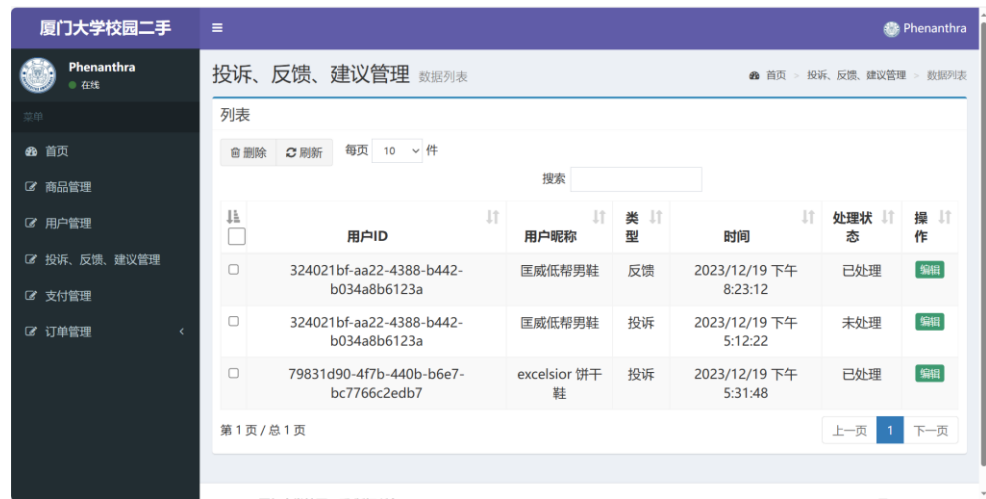 厦门大学校园二手
Phenanthra
Phenanthra
在线
菜单
首页
商品管理
用户管理
投诉、反馈、建议管理
支付管理
订单管理
投诉、反馈、建议管理 数据列表
首页 > 投诉、反馈、建议管理 > 数据列表
列表
删除 刷新 每页 10 件
搜索
用户ID 用户昵称 类型 时间 处理状态 操作
324021bf-aa22-4388-b442- 匡威低帮男鞋 反馈 2023/12/19 下午 已处理 编辑
b034a8b6123a 8:23:12
324021bf-aa22-4388-b442- 匡威低帮男鞋 投诉 2023/12/19 下午 未处理 编辑
b034a8b6123a 5:12:22
79831d90-4f7b-440b-b6e7- excelsior 饼干 投诉 2023/12/19 下午 已处理 编辑
bc7766c2edb7 鞋 5:31:48
第 1 页 / 总 1 页
上一页 1 下一页